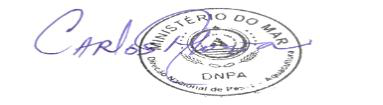 Carlos
MINISTÉRIO DO MAR
DNPA
Direcção Nacional de Pesca e Aquacultura